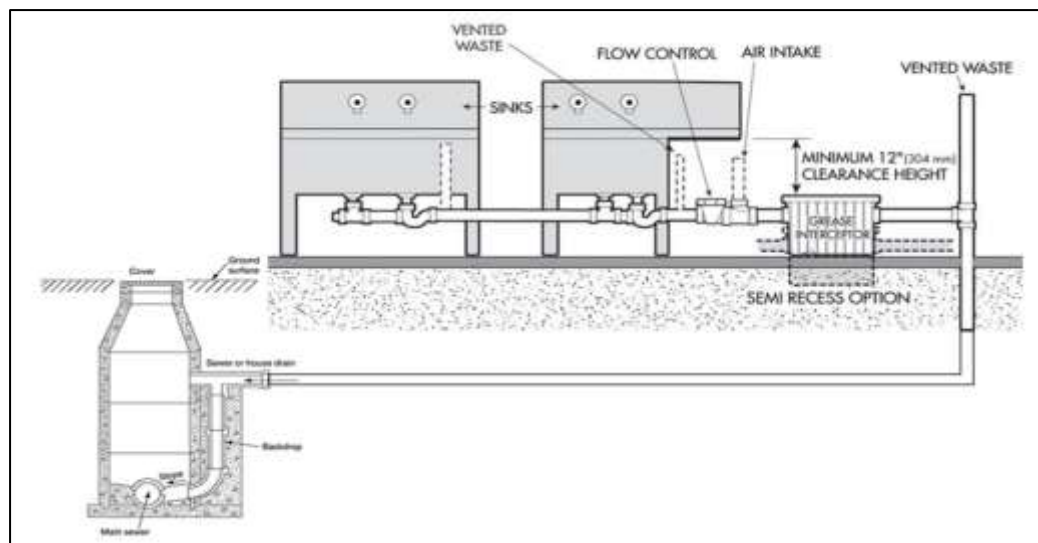 VENTED
WASTE
FLOW CONTROL
AIR INTAKE
VENTED WASTE
SINKS
MINIMUM 12" (304 mm)
CLEARANCE HEIGHT
GREASE
INTERCEPTOR
SEMI RECESS OPTION
Cover
Ground
surface
Sewer or house drain
Backdrop
Main sewer